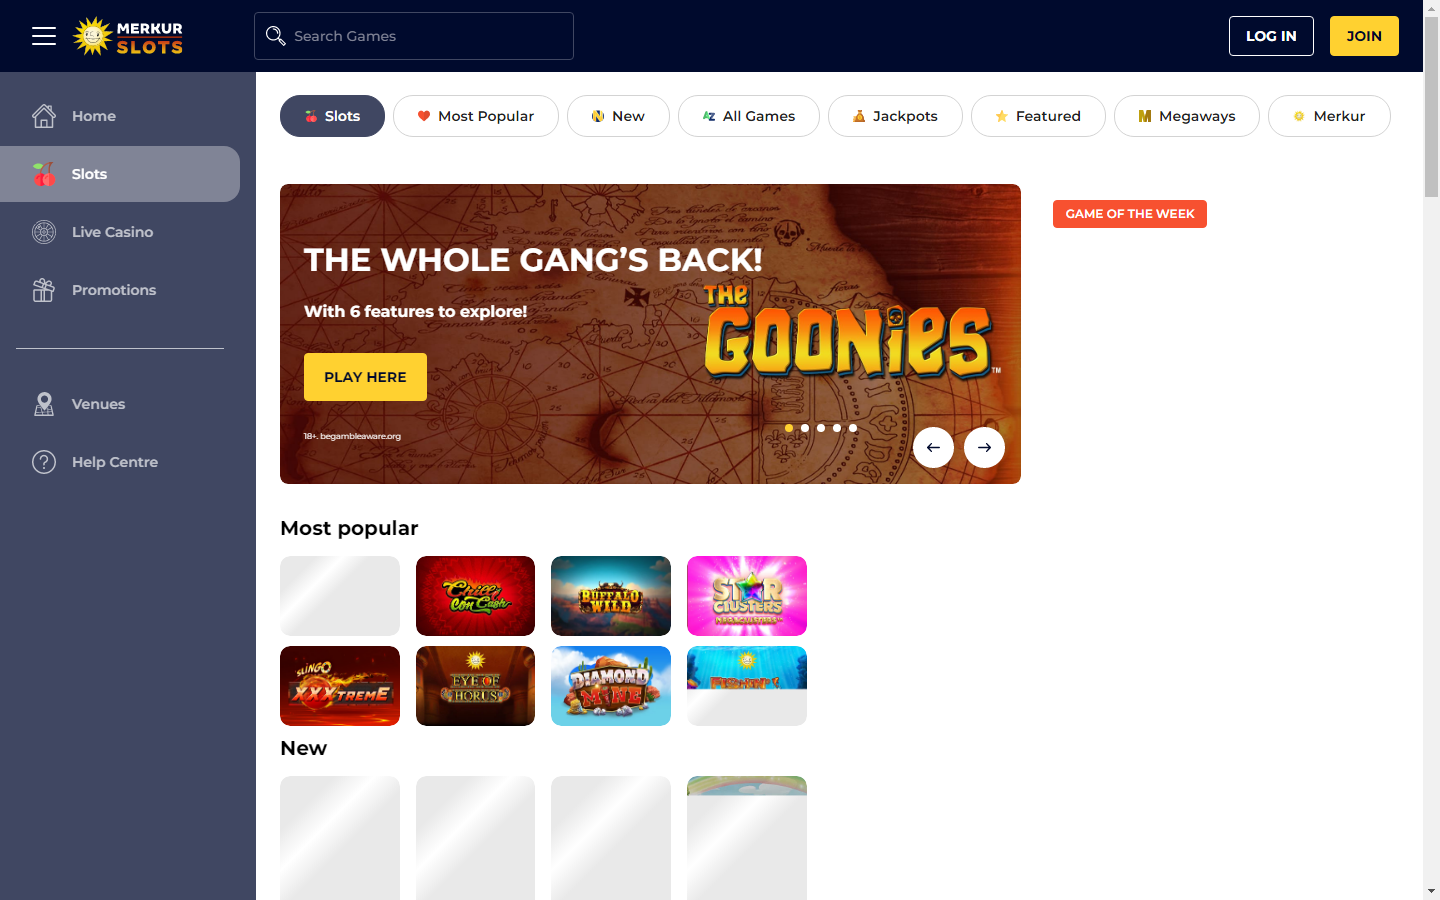 MERKUR
SLOTS
Search Games
LOG IN
JOIN
Home
Slots
Live Casino
Promotions
Venues
Help Centre
Slots
Most Popular
New
All Games
Jackpots
Featured
Megaways
Merkur
THE WHOLE GANG’S BACK!
With 6 features to explore!
PLAY HERE
18+. begambleaware.org
THE
GOONIES
TM
GAME OF THE WEEK
Most popular
Chilli
Con Cash
BUFFALO
WILD
STAR
CLUSTERS
MEGACLUSTERS™
SLINGO
XXXTREME
EYE OF
HORUS
DIAMOND
MINE
New